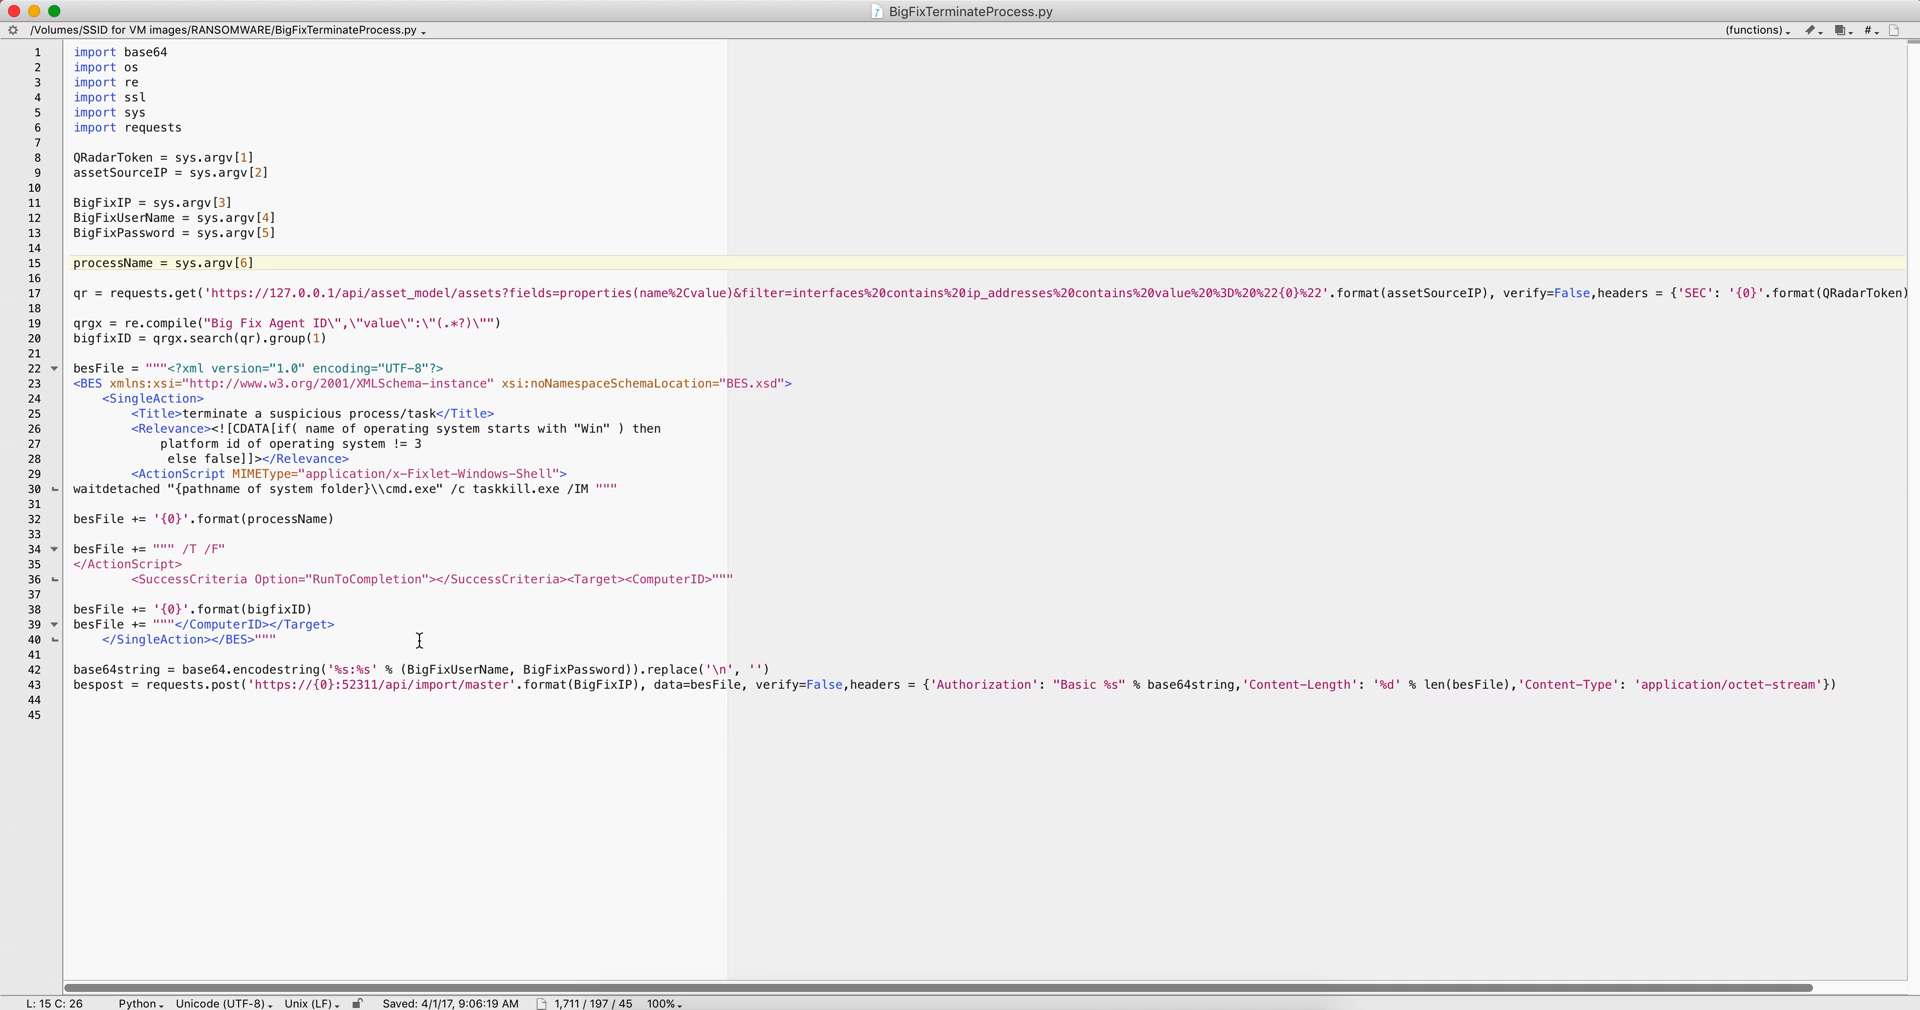 BigFixTerminateProcess.py
/Volumes/SSID for VM images/RANSOMWARE/BigFixTerminateProcess.py (functions) #
1 import base64
2 import os
3 import re
4 import ssl
5 import sys
6 import requests
7
8 QRadarToken = sys.argv[1]
9 assetSourceIP = sys.argv[2]
10
11 BigFixIP = sys.argv[3]
12 BigFixUserName = sys.argv[4]
13 BigFixPassword = sys.argv[5]
14
15 processName = sys.argv[6]
16
17 qr = requests.get('https://127.0.0.1/api/asset_model/assets?fields=properties(name%2Cvalue)&filter=interfaces%20contains%20ip_addresses%20contains%20value%20%3D%20%22{0}%22'.format(assetSourceIP), verify=False,headers = {'SEC': '{0}'.format(QRadarToken)
18
19 qrgx = re.compile("Big Fix Agent ID\",\"value\":\"(.*?)\"")
20 bigfixID = qrgx.search(qr).group(1)
21
22 besFile = """<?xml version="1.0" encoding="UTF-8"?>
23 <BES xmlns:xsi="http://www.w3.org/2001/XMLSchema-instance" xsi:noNamespaceSchemaLocation="BES.xsd">
24 <SingleAction>
25 <Title>terminate a suspicious process/task</Title>
26 <Relevance><![CDATA[if( name of operating system starts with "Win" ) then
27 platform id of operating system != 3
28 else false]]></Relevance>
29 <ActionScript MIMEType="application/x-Fixlet-Windows-Shell">
30 waitdetached "{pathname of system folder}\\cmd.exe" /c taskkill.exe /IM """
31
32 besFile += '{0}'.format(processName)
33
34 besFile += """ /T /F"
35 </ActionScript>
36 <SuccessCriteria Option="RunToCompletion"></SuccessCriteria><Target><ComputerID>"""
37
38 besFile += '{0}'.format(bigfixID)
39 besFile += """</ComputerID></Target>
40 </SingleAction></BES>"""
41
42 base64string = base64.encodestring('%s:%s' % (BigFixUserName, BigFixPassword)).replace('\n', '')
43 bespost = requests.post('https://{0}:52311/api/import/master'.format(BigFixIP), data=besFile, verify=False,headers = {'Authorization': "Basic %s" % base64string,'Content-Length': '%d' % len(besFile),'Content-Type': 'application/octet-stream'})
44
45
L: 15 C: 26 Python Unicode (UTF-8) Unix (LF) Saved: 4/1/17, 9:06:19 AM 1,711 / 197 / 45 100%